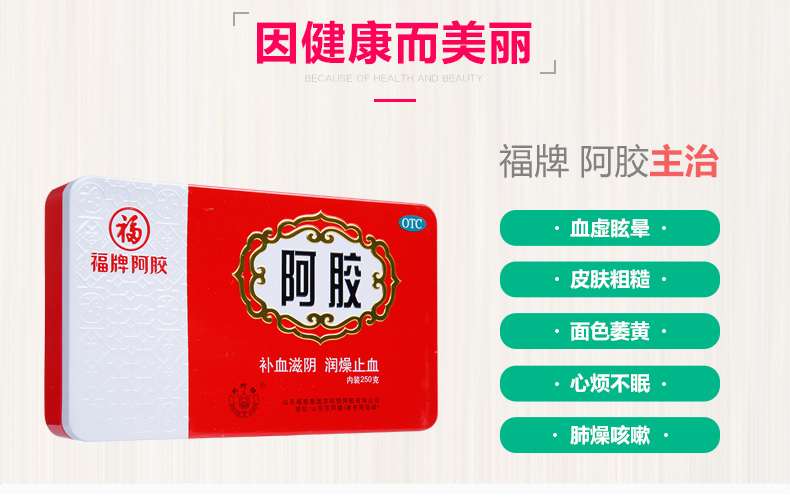 因健康而美丽
BECAUSE OF HEALTH AND BEAUTY
福牌 阿胶主治
· 血虚眩晕 ·
· 皮肤粗糙 ·
· 面色萎黄 ·
· 心烦不眠 ·
· 肺燥咳嗽 ·
福
福牌阿胶
OTC
阿胶
补血滋阴 润燥止血
内装250克